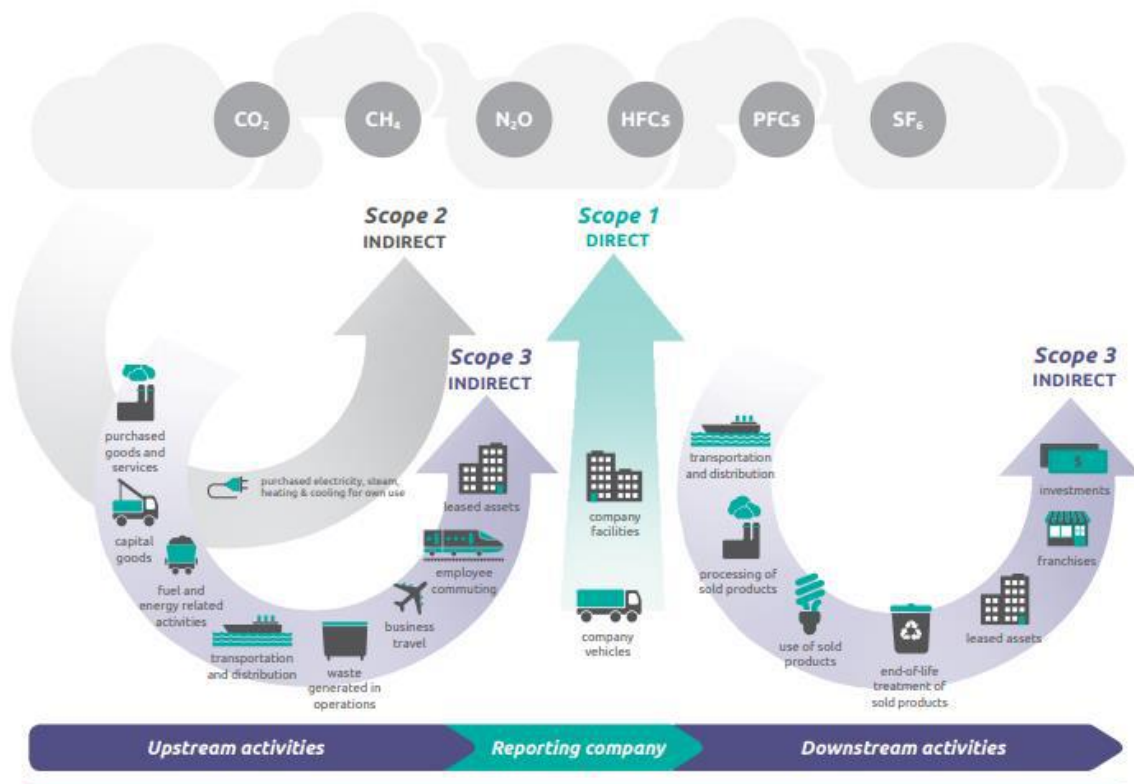 CO₂
CH₄
N₂O
HFCs
PFCs
SF₆
Scope 2
INDIRECT
Scope 1
DIRECT
Scope 3
INDIRECT
Scope 3
INDIRECT
purchased
goods and
services
capital
goods
fuel and
energy related
activities
transportation
and distribution
waste
generated in
operations
business
travel
employee
commuting
leased assets
purchased electricity, steam,
heating & cooling for own use
company
facilities
company
vehicles
transportation
and distribution
processing of
sold products
use of sold
products
end-of-life
treatment of
sold products
leased assets
franchises
$
investments
Upstream activities
Reporting company
Downstream activities